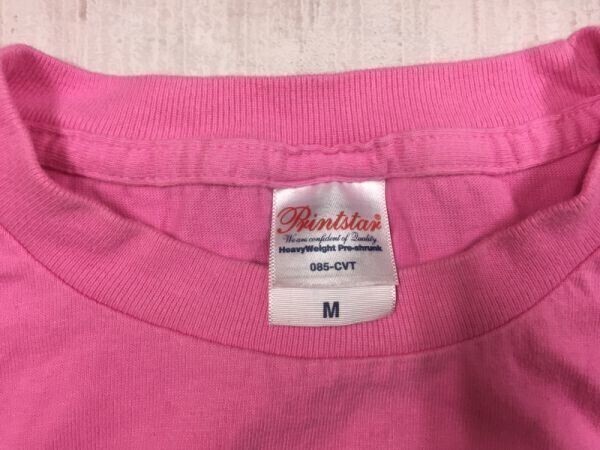 Printstar
We are confident of Quality
HeavyWeight Pre-shrunk
085-CVT
M